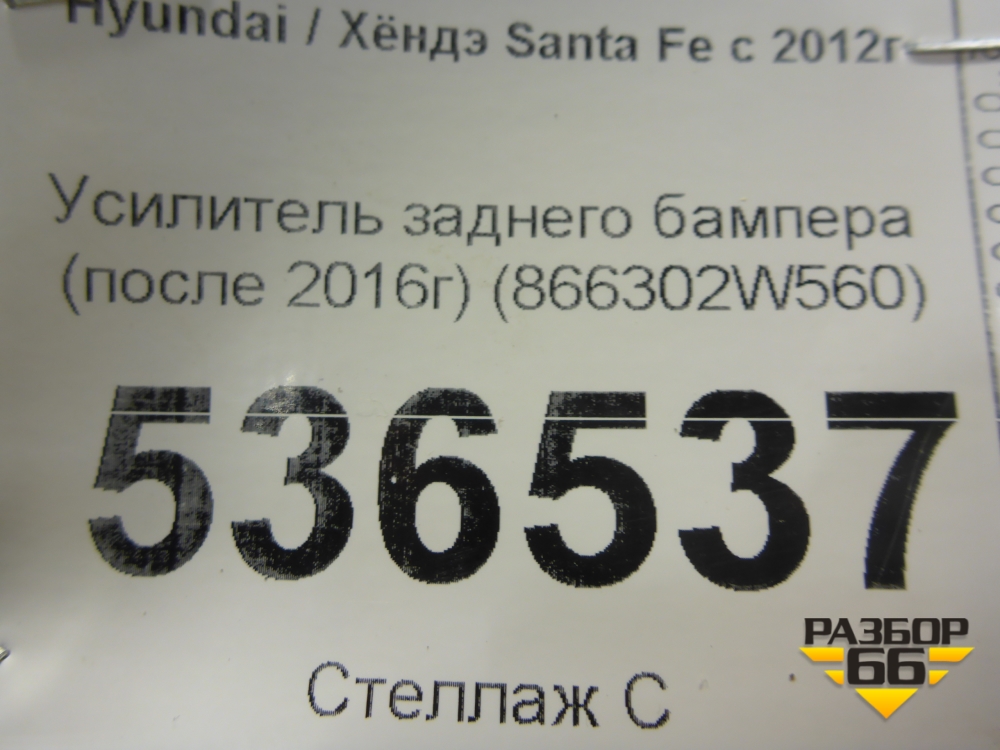 Hyundai / Хёндэ Santa Fe с 2012г
Усилитель заднего бампера
(после 2016г) (866302W560)
536537
Стеллаж С
РАЗБОР
66